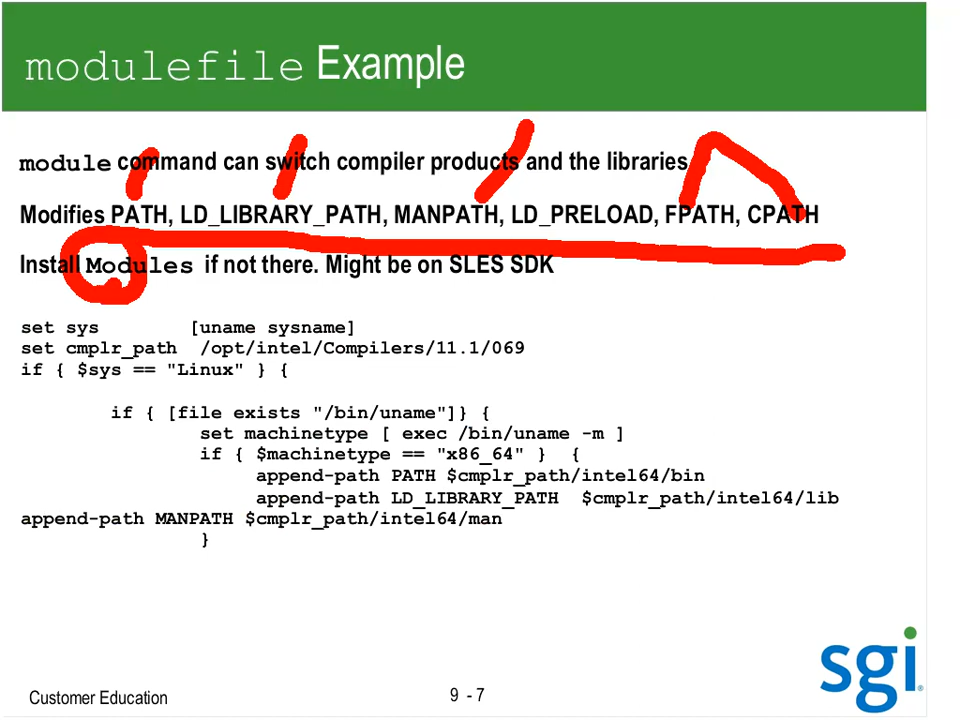 modulefile Example
module command can switch compiler products and the libraries
Modifies PATH, LD_LIBRARY_PATH, MANPATH, LD_PRELOAD, FPATH, CPATH
Install Modules if not there. Might be on SLES SDK
set sys [uname sysname]
set cmplr_path /opt/intel/Compilers/11.1/069
if { $sys == "Linux" } {
if { [file exists "/bin/uname"]} {
set machinetype [ exec /bin/uname -m ]
if { $machinetype == "x86_64" } {
append-path PATH $cmplr_path/intel64/bin
append-path LD_LIBRARY_PATH $cmplr_path/intel64/lib
append-path MANPATH $cmplr_path/intel64/man
}
sgi®
Customer Education
9 - 7